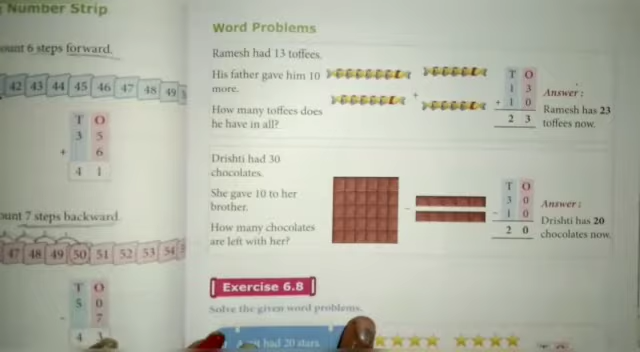 Number Strip
ount 6 steps forward.
42 43 44 45 46 47 48 49
T O
3 5
+ 6
4 1
ount 7 steps backward.
47 48 49 50 51 52 53 54
T O
5 0
- 7
4 3
Word Problems
Ramesh had 13 toffees.
His father gave him 10
more.
How many toffees does
he have in all?
+
T O
1 3
+ 1 0
2 3
Answer :
Ramesh has 23
toffees now.
Drishti had 30
chocolates.
She gave 10 to her
brother.
How many chocolates
are left with her?
-
T O
3 0
- 1 0
2 0
Answer :
Drishti has 20
chocolates now.
Exercise 6.8
Solve the given word problems.
had 20 stars
T O